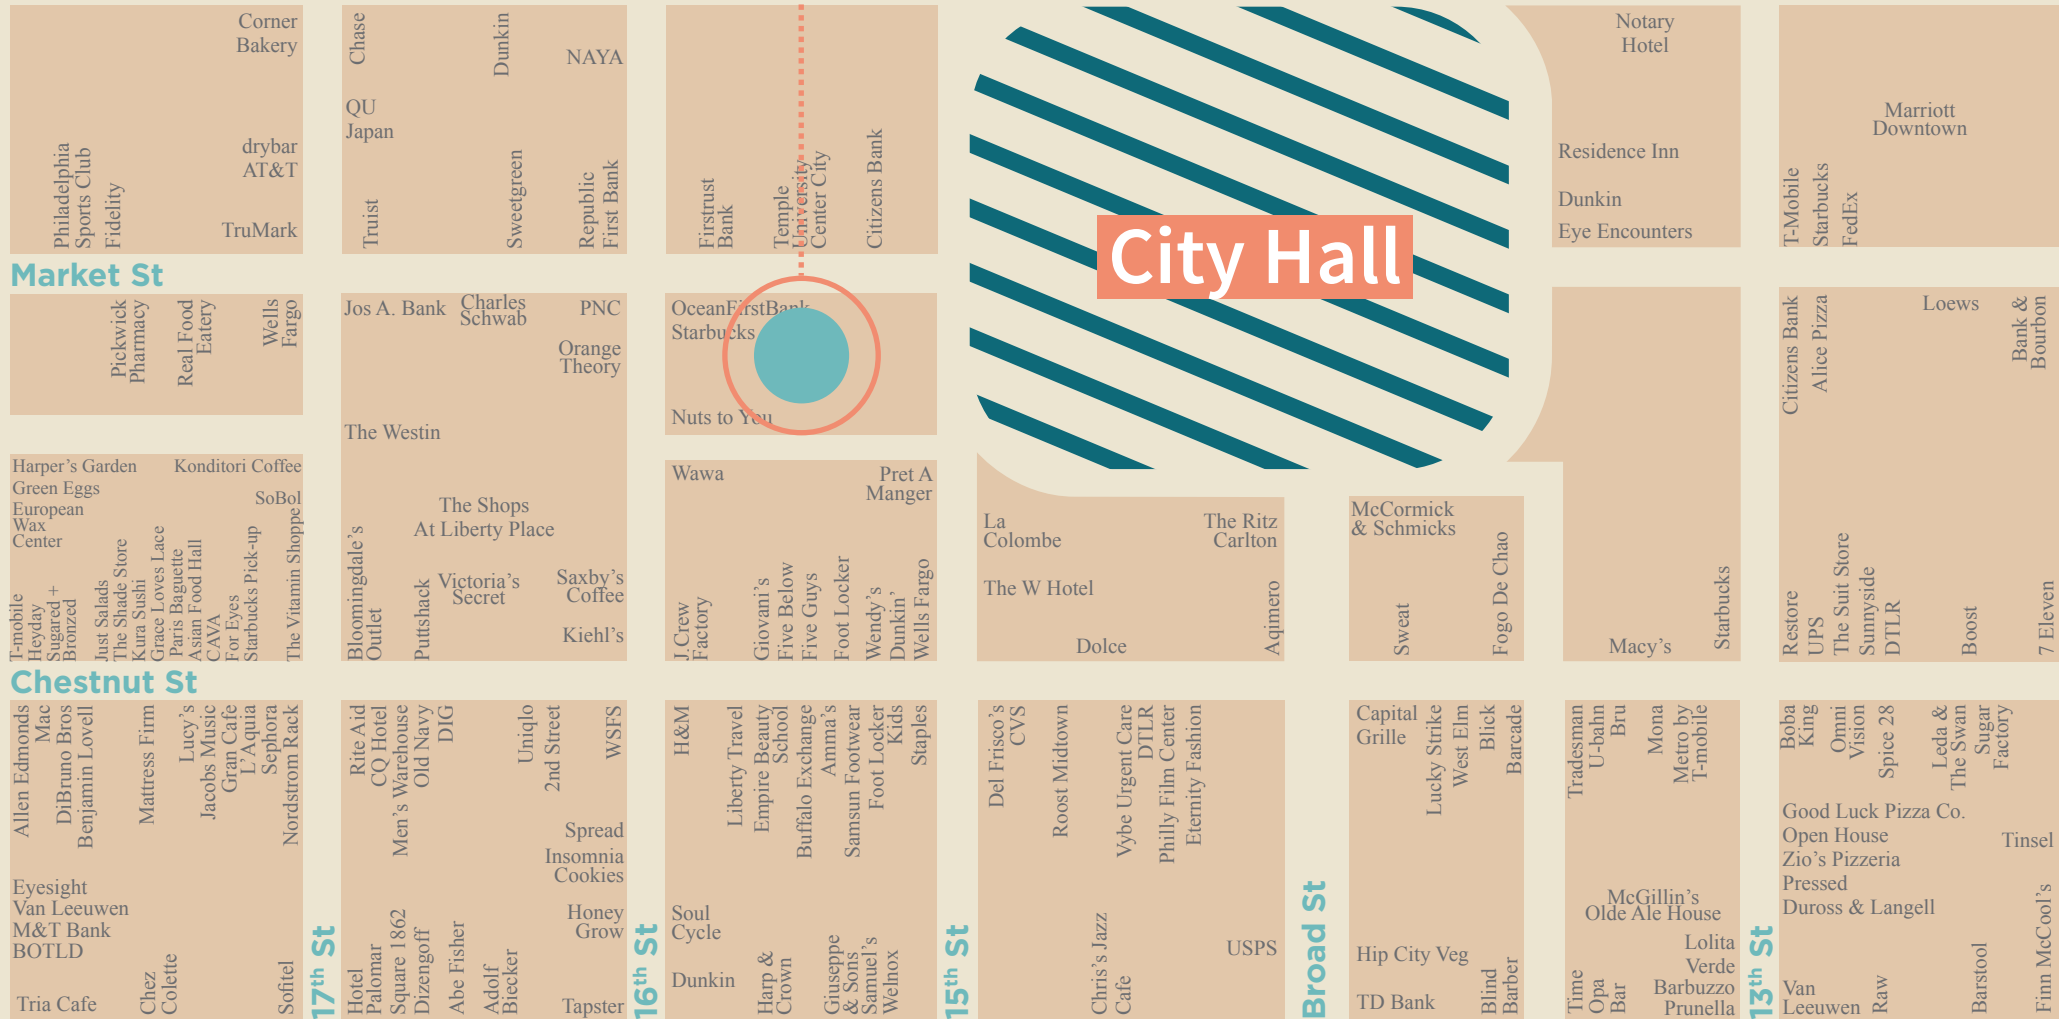 Corner
Bakery
drybar
AT&T
TruMark
Philadelphia
Sports Club
Fidelity
Chase
Dunkin
NAYA
QU
Japan
Truist
Sweetgreen
Republic
First Bank
Firstrust
Bank
Temple
University
Center City
Citizens Bank
City Hall
Notary
Hotel
Residence Inn
Dunkin
Eye Encounters
Marriott
Downtown
T-Mobile
Starbucks
FedEx
Market St
Pickwick
Pharmacy
Real Food
Eatery
Wells
Fargo
Jos A. Bank
Charles
Schwab
PNC
Orange
Theory
The Westin
The Shops
At Liberty Place
Bloomingdale's
Outlet
Puttshack
Victoria's
Secret
Saxby's
Coffee
Kiehl's
OceanFirstBank
Starbucks
Nuts to You
Citizens Bank
Alice Pizza
Loews
Bank &
Bourbon
Harper's Garden
Konditori Coffee
Green Eggs
SoBol
European
Wax
Center
T-mobile
Heyday
Sugared +
Bronzed
Just Salads
The Shade Store
Kura Sushi
Grace Loves Lace
Paris Baguette
Asian Food Hall
CAVA
For Eyes
Starbucks Pick-up
The Vitamin Shoppe
Wawa
Pret A
Manger
J.Crew
Factory
Giovani's
Five Below
Five Guys
Foot Locker
Wendy's
Dunkin'
Wells Fargo
La
Colombe
The Ritz
Carlton
The W Hotel
Dolce
Aqimero
McCormick
& Schmicks
Sweat
Fogo De Chao
Macy's
Starbucks
Restore
UPS
The Suit Store
Sunnyside
DTLR
Boost
7 Eleven
Chestnut St
Allen Edmonds
Mac
DiBruno Bros
Benjamin Lovell
Mattress Firm
Lucy's
Jacobs Music
Gran Cafe
L'Aquia
Sephora
Nordstrom Rack
Eyesight
Van Leeuwen
M&T Bank
BOTLD
Tria Cafe
Chez
Colette
Sofitel
17th St
Rite Aid
CQ Hotel
Men's Warehouse
Old Navy
DIG
Uniqlo
2nd Street
WSFS
Spread
Insomnia
Cookies
Honey
Grow
Hotel
Palomar
Square 1862
Dizengoff
Abe Fisher
Adolf
Biecker
Tapster
16th St
H&M
Liberty Travel
Empire Beauty
School
Buffalo Exchange
Amma's
Samsun Footwear
Foot Locker
Kids
Staples
Soul
Cycle
Dunkin
Harp &
Crown
Giuseppe
& Sons
Samuel's
Welnox
15th St
Del Frisco's
CVS
Roost Midtown
Vybe Urgent Care
DTLR
Philly Film Center
Eternity Fashion
Chris's Jazz
Cafe
USPS
Broad St
Capital
Grille
Lucky Strike
West Elm
Blick
Barcade
Hip City Veg
TD Bank
Blind
Barber
Tradesman
U-bahn
Bru
Mona
Metro by
T-mobile
McGillin's
Olde Ale House
Lolita
Verde
Barbuzzo
Prunella
Time
Opa
Bar
13th St
Boba
King
Omni
Vision
Spice 28
Leda &
The Swan
Sugar
Factory
Good Luck Pizza Co.
Open House
Tinsel
Zio's Pizzeria
Pressed
Duross & Langell
Van
Leeuwen
Raw
Barstool
Finn McCool's